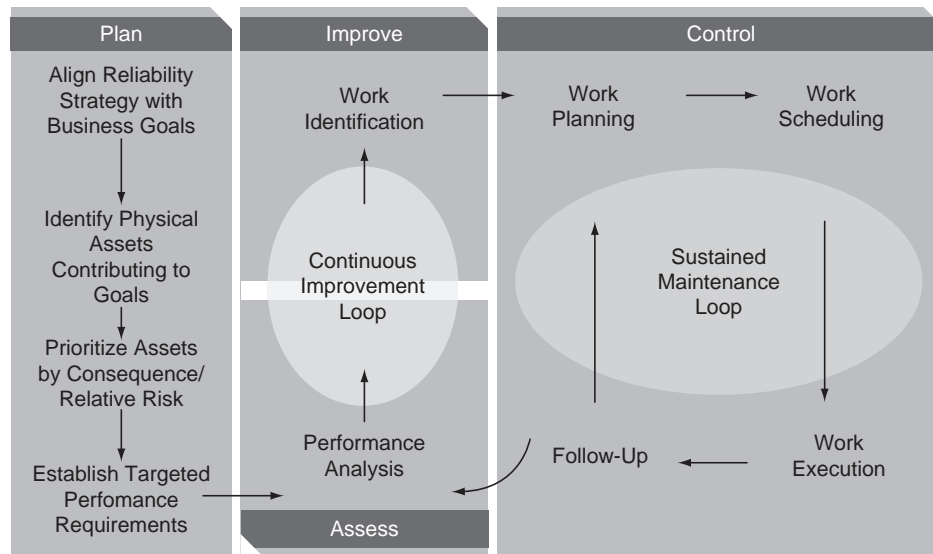 Plan
Align Reliability
Strategy with
Business Goals
Identify Physical
Assets
Contributing to
Goals
Prioritize Assets
by Consequence/
Relative Risk
Establish Targeted
Perfomance
Requirements
Improve
Work
Identification
Continuous
Improvement
Loop
Performance
Analysis
Assess
Control
Work
Planning
Work
Scheduling
Sustained
Maintenance
Loop
Follow-Up
Work
Execution